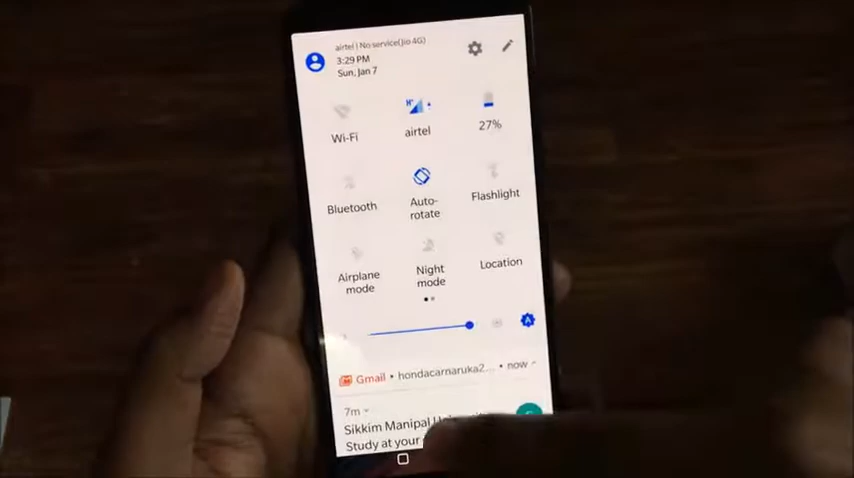 airtel | No service(Jio 4G)
3:29 PM
Sun, Jan 7
Wi-Fi
airtel
27%
Bluetooth
Auto-
rotate
Flashlight
Airplane
mode
Night
mode
Location
A
Gmail • hondacarnaruka2... • now
7m
Sikkim Manipal
Study at your